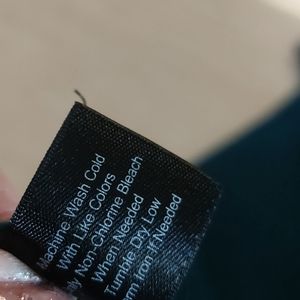 Machine Wash Cold
With Like Colors
Non-Chlorine Bleach
When Needed
Tumble Dry Low
Iron If Needed